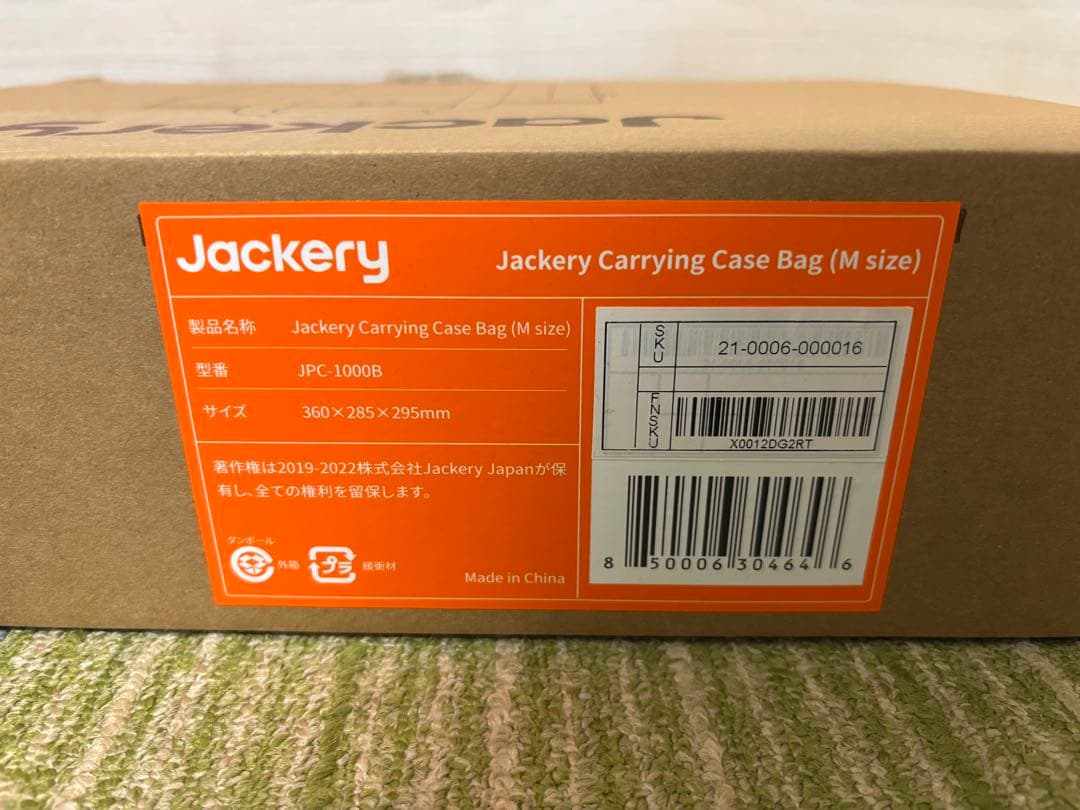 Jackery
Jackery
Jackery Carrying Case Bag (M size)
製品名称 Jackery Carrying Case Bag (M size)
型番 JPC-1000B
サイズ 360×285×295mm
著作権は2019-2022株式会社Jackery Japanが保
有し、全ての権利を留保します。
ダンボール
外箱
プラ
緩衝材
Made in China
SKU 21-0006-000016
FNSKU
X0012DG2RT
8 50006 30464 6